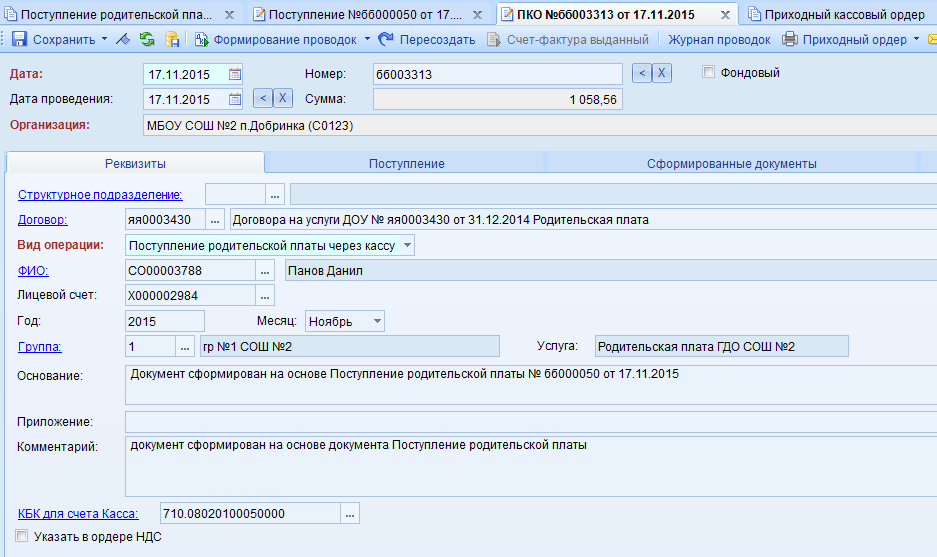 Поступление родительской пла... Поступление №66000050 от 17.... ПКО №66003313 от 17.11.2015 Приходный кассовый ордер
Сохранить Формирование проводок Пересоздать Счет-фактура выданный Журнал проводок Приходный ордер
Дата: 17.11.2015 Номер: 66003313 < X Фондовый
Дата проведения: 17.11.2015 < X Сумма: 1 058,56
Организация: МБОУ СОШ №2 п.Добринка (С0123)
Реквизиты Поступление Сформированные документы
Структурное подразделение: ...
Договор: яя0003430 ... Договора на услуги ДОУ № яя0003430 от 31.12.2014 Родительская плата
Вид операции: Поступление родительской платы через кассу
ФИО: СО00003788 ... Панов Данил
Лицевой счет: Х000002984 ...
Год: 2015 Месяц: Ноябрь
Группа: 1 ... гр №1 СОШ №2 Услуга: Родительская плата ГДО СОШ №2
Основание: Документ сформирован на основе Поступление родительской платы № 66000050 от 17.11.2015
Приложение:
Комментарий: документ сформирован на основе документа Поступление родительской платы
КБК для счета Касса: 710.08020100050000 ...
Указать в ордере НДС